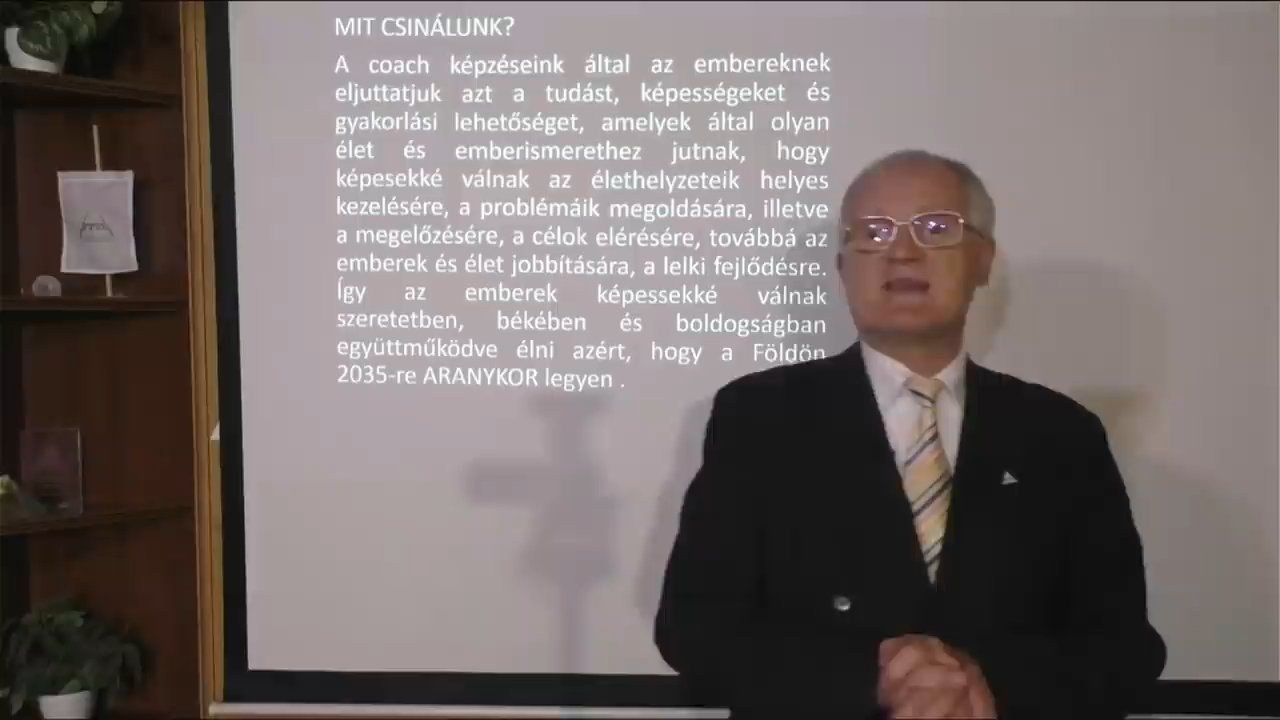 MIT CSINÁLUNK?
A coach képzéseink által az embereknek
eljuttatjuk azt a tudást, képességeket és
gyakorlási lehetőséget, amelyek által olyan
élet és emberismerethez jutnak, hogy
képesekké válnak az élethelyzeteik helyes
kezelésére, a problémáik megoldására, illetve
a megelőzésére, a célok elérésére, továbbá az
emberek és élet jobbítására, a lelki fejlődésre.
Így az emberek képessekké válnak
szeretetben, békében és boldogságban
együttműködve élni azért, hogy a Földön
2035-re ARANYKOR legyen .